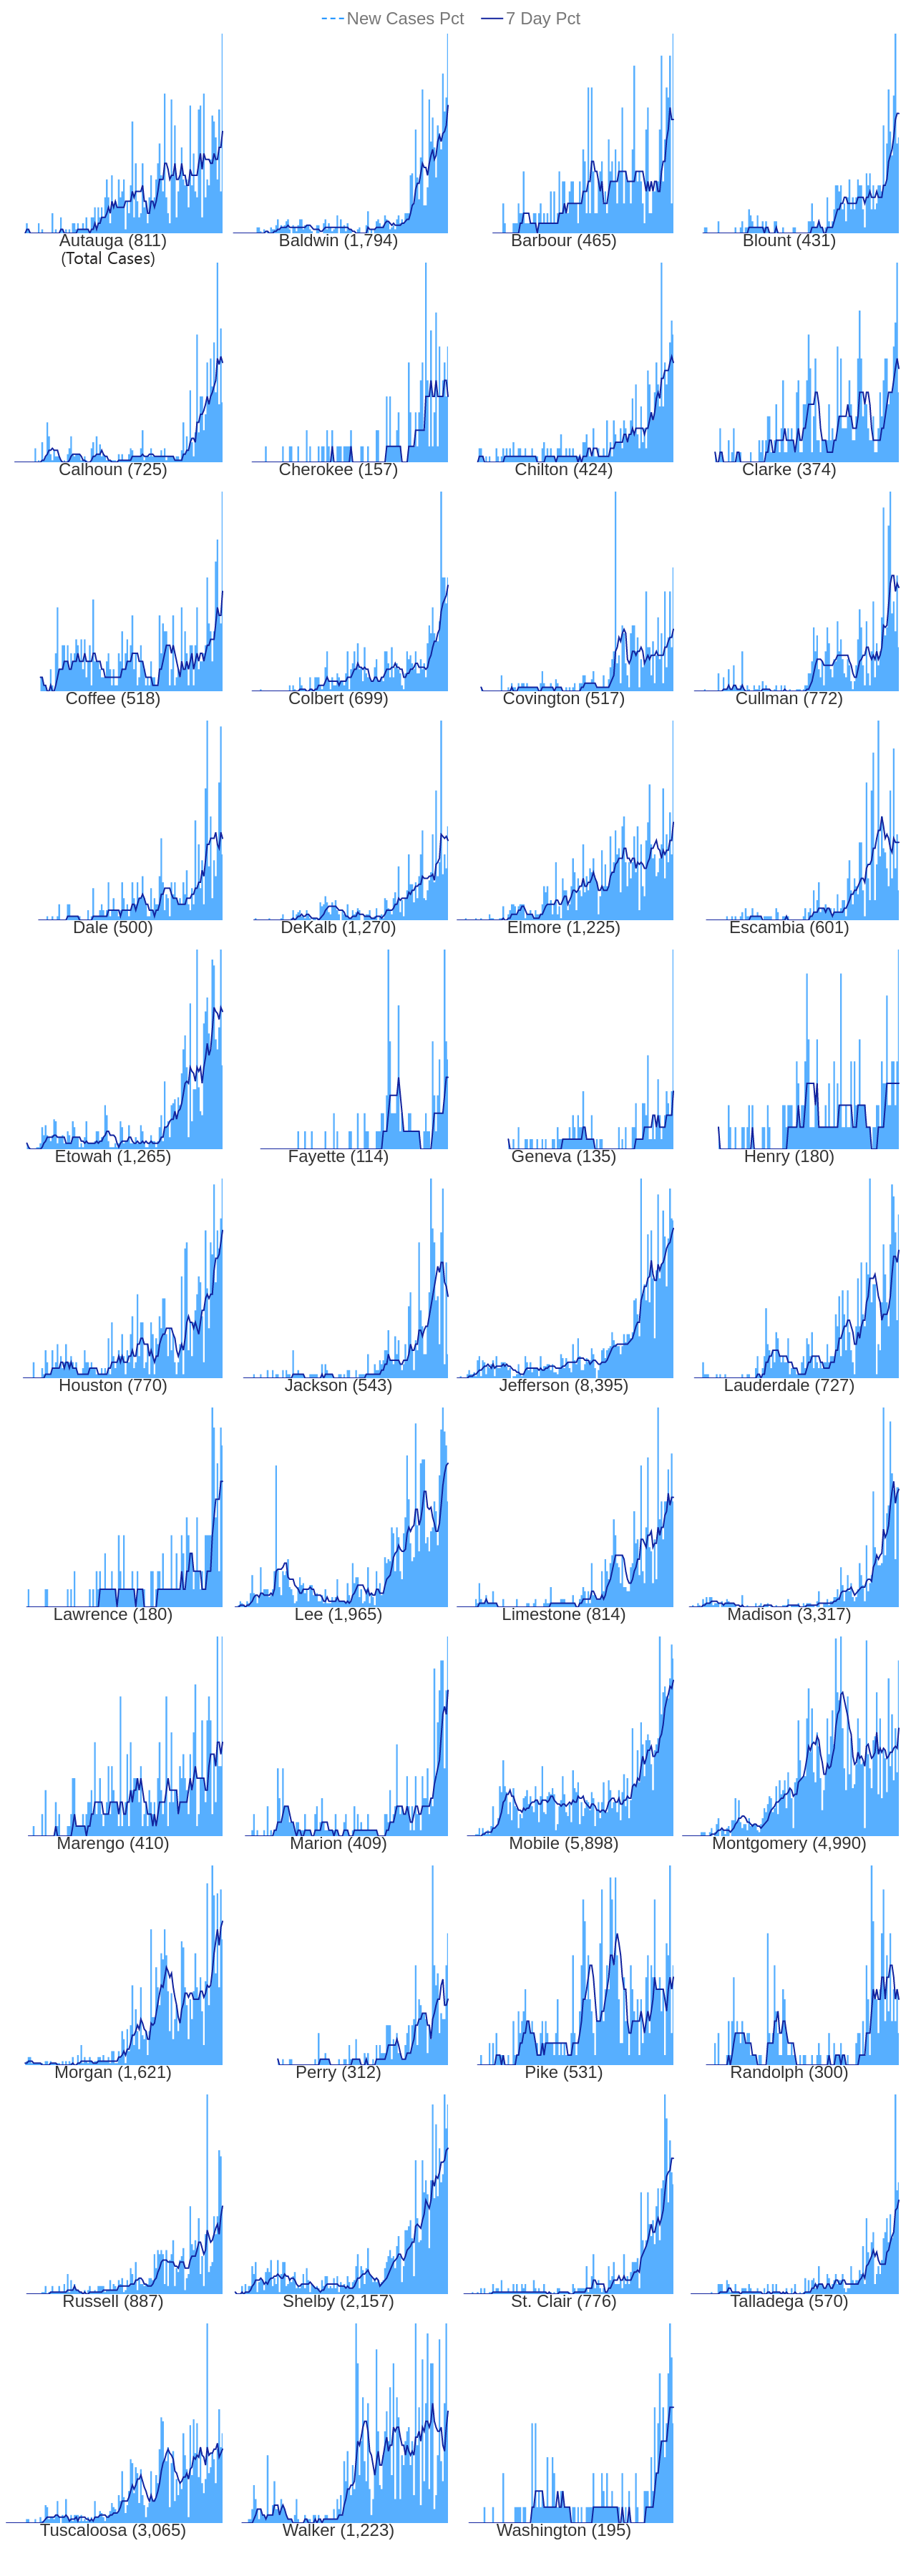 New Cases Pct 7 Day Pct
Autauga (811) Baldwin (1,794) Barbour (465) Blount (431)
(Total Cases)
Calhoun (725) Cherokee (157) Chilton (424) Clarke (374)
Coffee (518) Colbert (699) Covington (517) Cullman (772)
Dale (500) DeKalb (1,270) Elmore (1,225) Escambia (601)
Etowah (1,265) Fayette (114) Geneva (135) Henry (180)
Houston (770) Jackson (543) Jefferson (8,395) Lauderdale (727)
Lawrence (180) Lee (1,965) Limestone (814) Madison (3,317)
Marengo (410) Marion (409) Mobile (5,898) Montgomery (4,990)
Morgan (1,621) Perry (312) Pike (531) Randolph (300)
Russell (887) Shelby (2,157) St. Clair (776) Talladega (570)
Tuscaloosa (3,065) Walker (1,223) Washington (195)